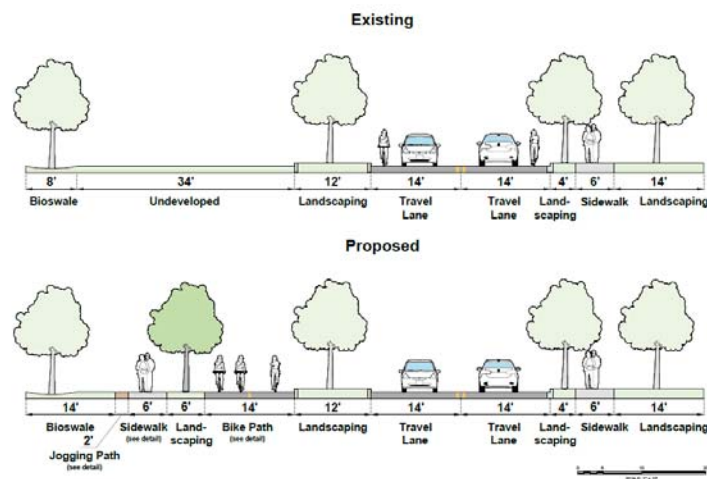 Existing
8' 34' 12' 14' 14' 4' 6' 14'
Bioswale Undeveloped Landscaping Travel Lane Travel Lane Land-scaping Sidewalk Landscaping
Proposed
14' 6' 6' 14' 12' 14' 14' 4' 6' 14'
Bioswale Sidewalk Land-scaping Bike Path Landscaping Travel Lane Travel Lane Land-scaping Sidewalk Landscaping
2' (see detail) (see detail)
Jogging Path
(see detail)